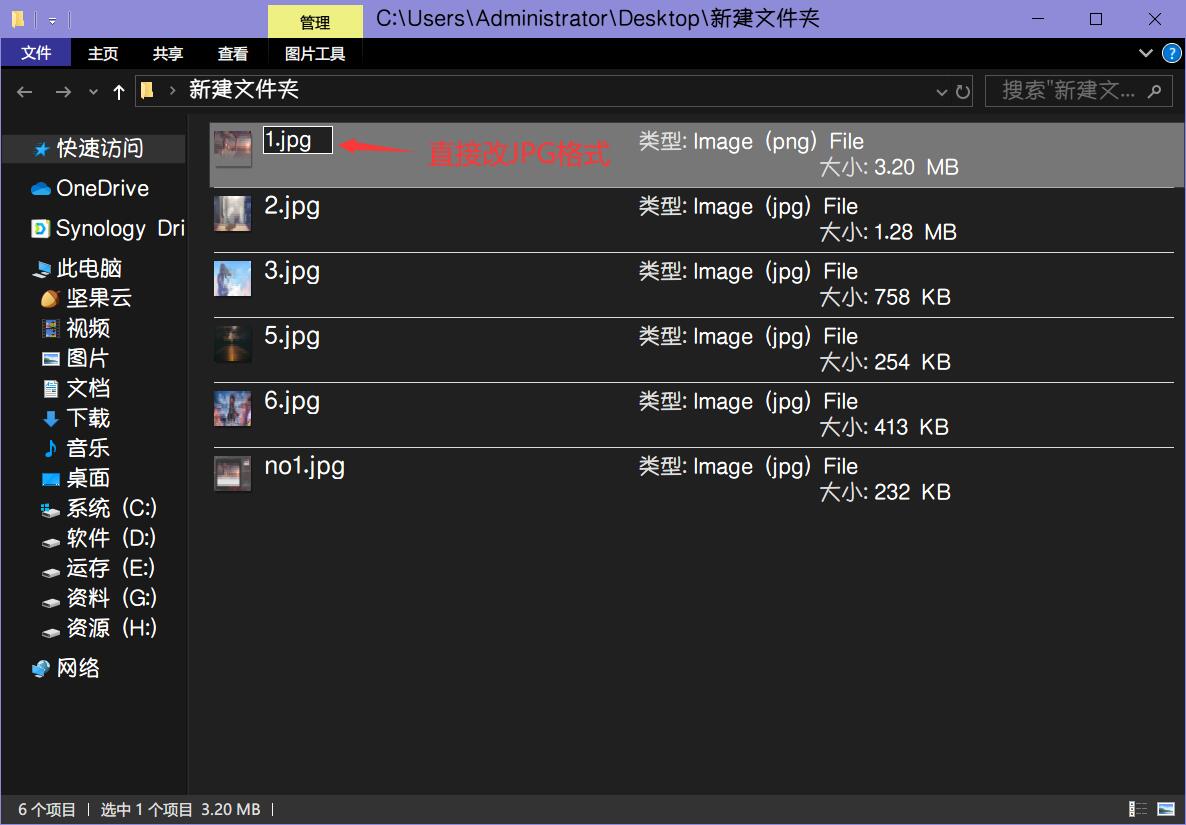 管理
C:\Users\Administrator\Desktop\新建文件夹
文件 主页 共享 查看 图片工具
新建文件夹
搜索"新建文...
快速访问
OneDrive
Synology Dri
此电脑
坚果云
视频
图片
文档
下载
音乐
桌面
系统 (C:)
软件 (D:)
运存 (E:)
资料 (G:)
资源 (H:)
网络
1.jpg
直接改JPG格式
类型: Image (png) File
大小: 3.20 MB
2.jpg
类型: Image (jpg) File
大小: 1.28 MB
3.jpg
类型: Image (jpg) File
大小: 758 KB
5.jpg
类型: Image (jpg) File
大小: 254 KB
6.jpg
类型: Image (jpg) File
大小: 413 KB
no1.jpg
类型: Image (jpg) File
大小: 232 KB
6 个项目 | 选中 1 个项目 3.20 MB |